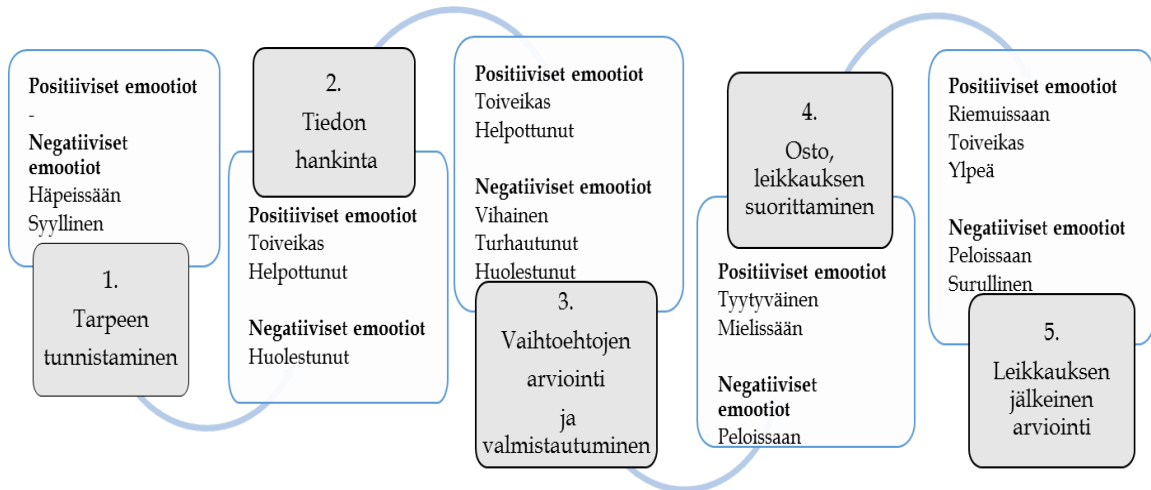 Positiiviset emootiot
-
Negatiiviset
emootiot
Häpeissään
Syyllinen
1.
Tarpeen
tunnistaminen
2.
Tiedon
hankinta
Positiiviset emootiot
Toiveikas
Helpottunut
Negatiiviset emootiot
Huolestunut
Positiiviset emootiot
Toiveikas
Helpottunut
Negatiiviset emootiot
Vihainen
Turhautunut
Huolestunut
3.
Vaihtoehtojen
arviointi
ja
valmistautuminen
4.
Osto,
leikkauksen
suorittaminen
Positiiviset emootiot
Tyytyväinen
Mielissään
Negatiiviset
emootiot
Peloissaan
Positiiviset emootiot
Riemuissaan
Toiveikas
Ylpeä
Negatiiviset emootiot
Peloissaan
Surullinen
5.
Leikkauksen
jälkeinen
arviointi